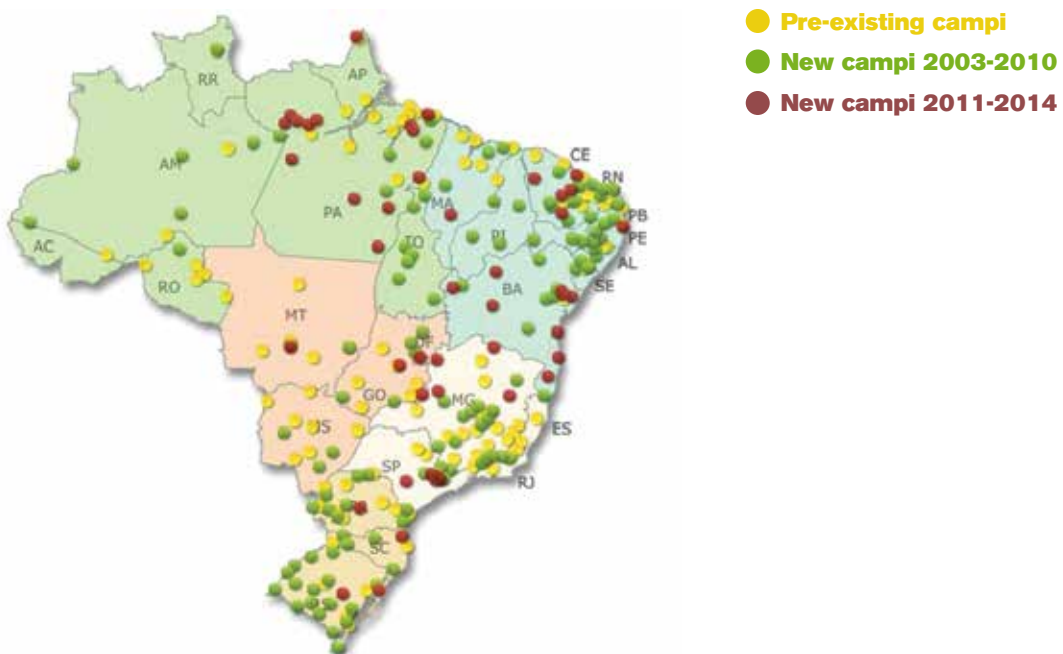 Pre-existing campi
New campi 2003-2010
New campi 2011-2014
RR
AP
AM
PA
MA
CE
RN
PB
PE
AL
SE
PI
TO
AC
RO
BA
MT
DF
GO
MG
ES
MS
SP
RJ
SC